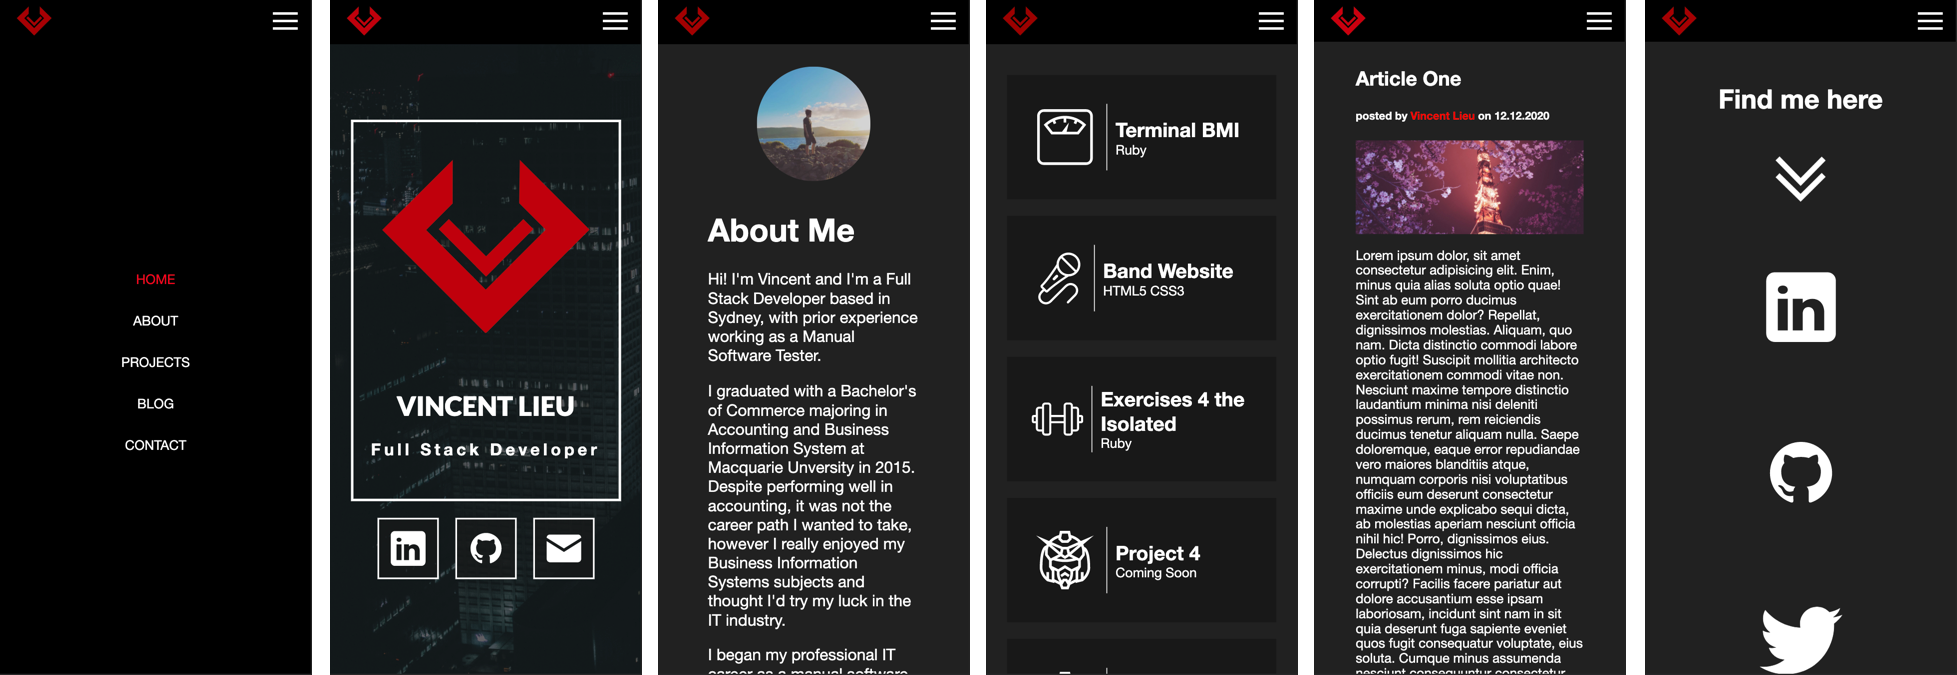 HOME
ABOUT
PROJECTS
BLOG
CONTACT
VINCENT LIEU
Full Stack Developer
in
About Me
Hi! I'm Vincent and I'm a Full
Stack Developer based in
Sydney, with prior experience
working as a Manual
Software Tester.
I graduated with a Bachelor's
of Commerce majoring in
Accounting and Business
Information System at
Macquarie Unversity in 2015.
Despite performing well in
accounting, it was not the
career path I wanted to take,
however I really enjoyed my
Business Information
Systems subjects and
thought I'd try my luck in the
IT industry.
I began my professional IT
career as a manual software
Terminal BMI
Ruby
Band Website
HTML5 CSS3
Exercises 4 the
Isolated
Ruby
Project 4
Coming Soon
Article One
posted by Vincent Lieu on 12.12.2020
Lorem ipsum dolor, sit amet
consectetur adipisicing elit. Enim,
minus quia alias soluta optio quae!
Sint ab eum porro ducimus
exercitationem dolor? Repellat,
dignissimos molestias. Aliquam, quo
nam. Dicta distinctio commodi labore
optio fugit! Suscipit mollitia architecto
exercitationem commodi vitae non.
Nesciunt maxime tempore distinctio
laudantium minima nisi deleniti
possimus rerum, rem reiciendis
ducimus tenetur aliquam nulla. Saepe
doloremque, eaque error repudiandae
vero maiores blanditiis atque,
numquam corporis nisi voluptatibus
officiis eum deserunt consectetur
maxime unde explicabo sequi dicta,
ab molestias aperiam nesciunt officia
nihil hic! Porro, dignissimos eius.
Delectus dignissimos hic
exercitationem minus, modi officia
corrupti? Facilis facere pariatur aut
dolore accusantium esse ipsam
laboriosam, incidunt sint nam in sit
quia deserunt fuga sapiente eveniet
quos fugit consequatur voluptate, eius
soluta. Cumque minus assumenda
nesciunt consequuntur consectetur
Find me here
in